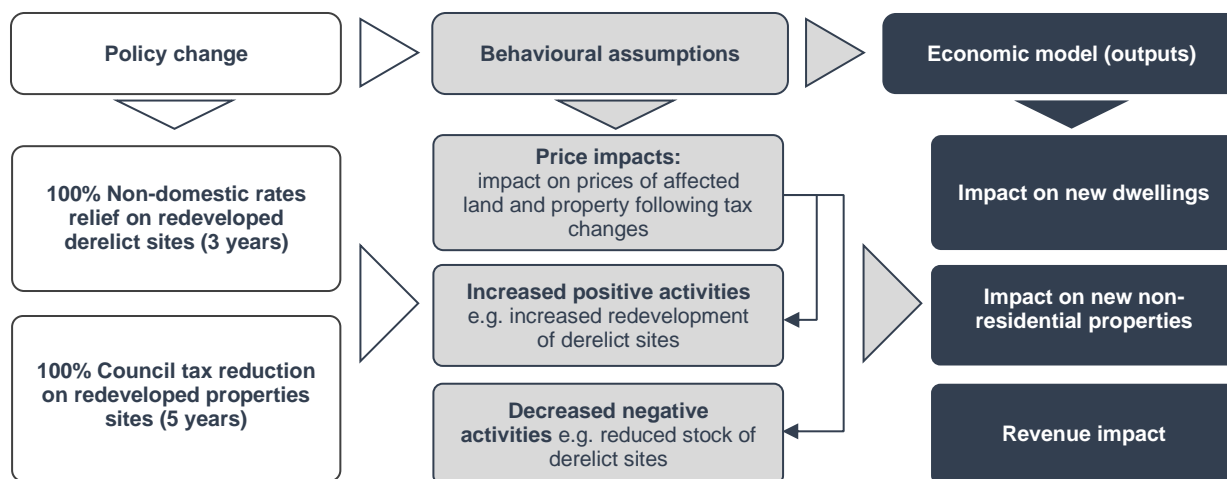 Policy change
Behavioural assumptions
Economic model (outputs)
100% Non-domestic rates
relief on redeveloped
derelict sites (3 years)
100% Council tax reduction
on redeveloped properties
sites (5 years)
Price impacts:
impact on prices of affected
land and property following tax
changes
Increased positive activities
e.g. increased redevelopment
of derelict sites
Decreased negative
activities e.g. reduced stock of
derelict sites
Impact on new dwellings
Impact on new non-
residential properties
Revenue impact